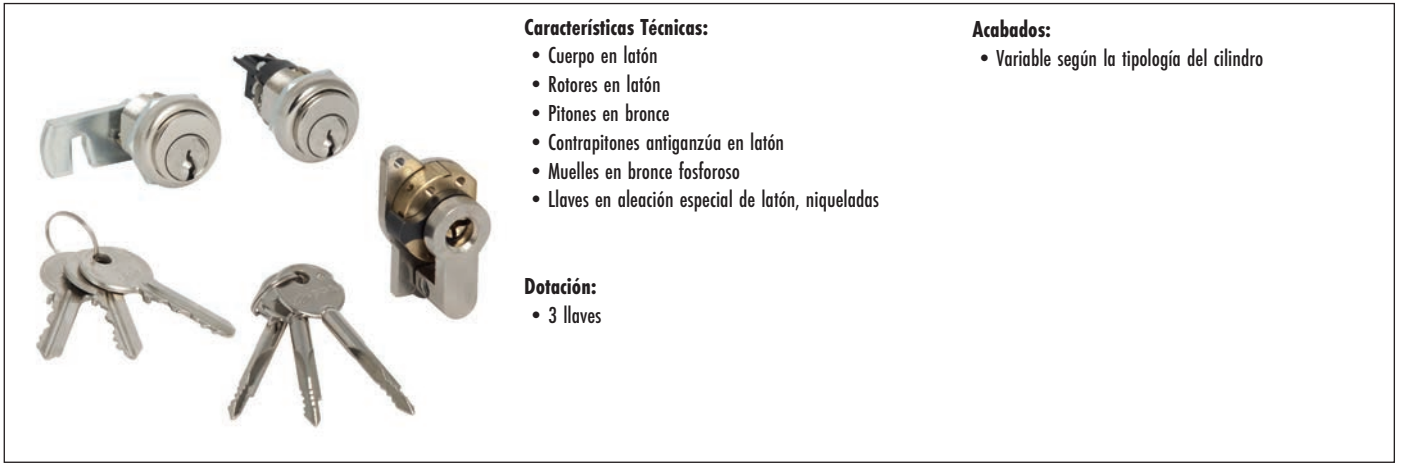 Características Técnicas:
• Cuerpo en latón
• Rotores en latón
• Pitones en bronce
• Contrapitones antiganzúa en latón
• Muelles en bronce fosforoso
• Llaves en aleación especial de latón, niqueladas
Dotación:
• 3 llaves
Acabados:
• Variable según la tipología del cilindro